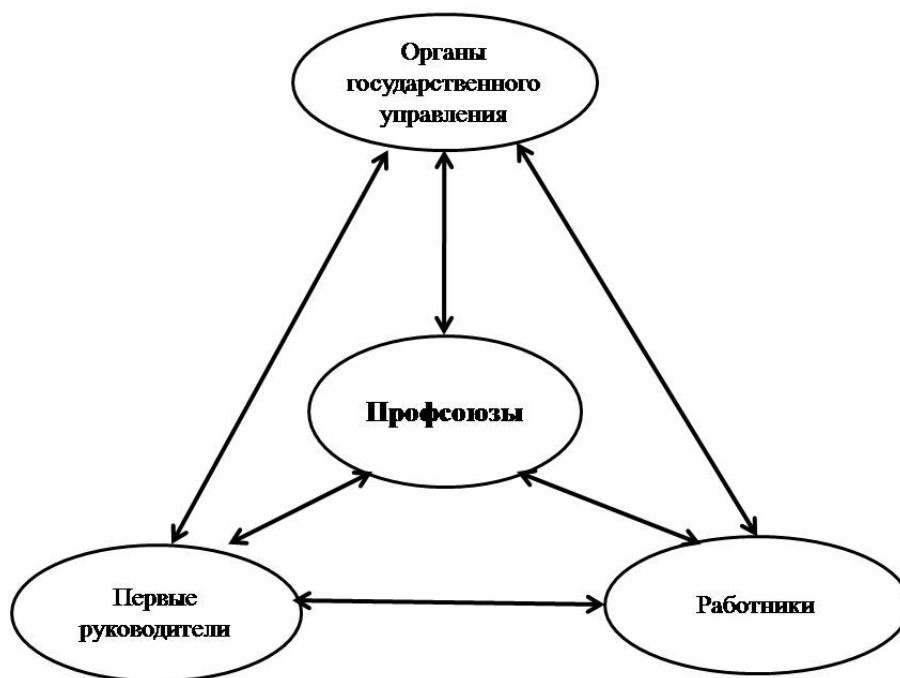 Органы
государственного
управления
Профсоюзы
Первые
руководители
Работники